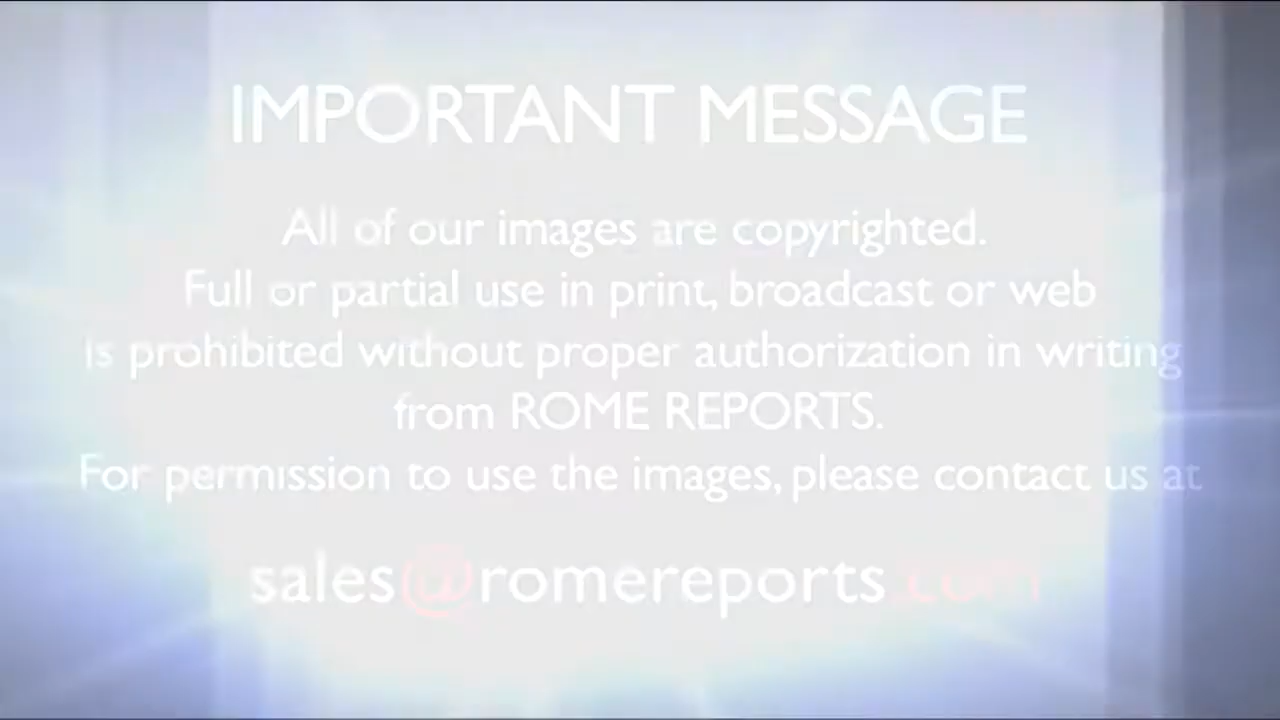 IMPORTANT MESSAGE
All of our images are copyrighted.
Full or partial use in print, broadcast or web
is prohibited without proper authorization in writing
from ROME REPORTS.
For permission to use the images, please contact us at
sales@romereports.com